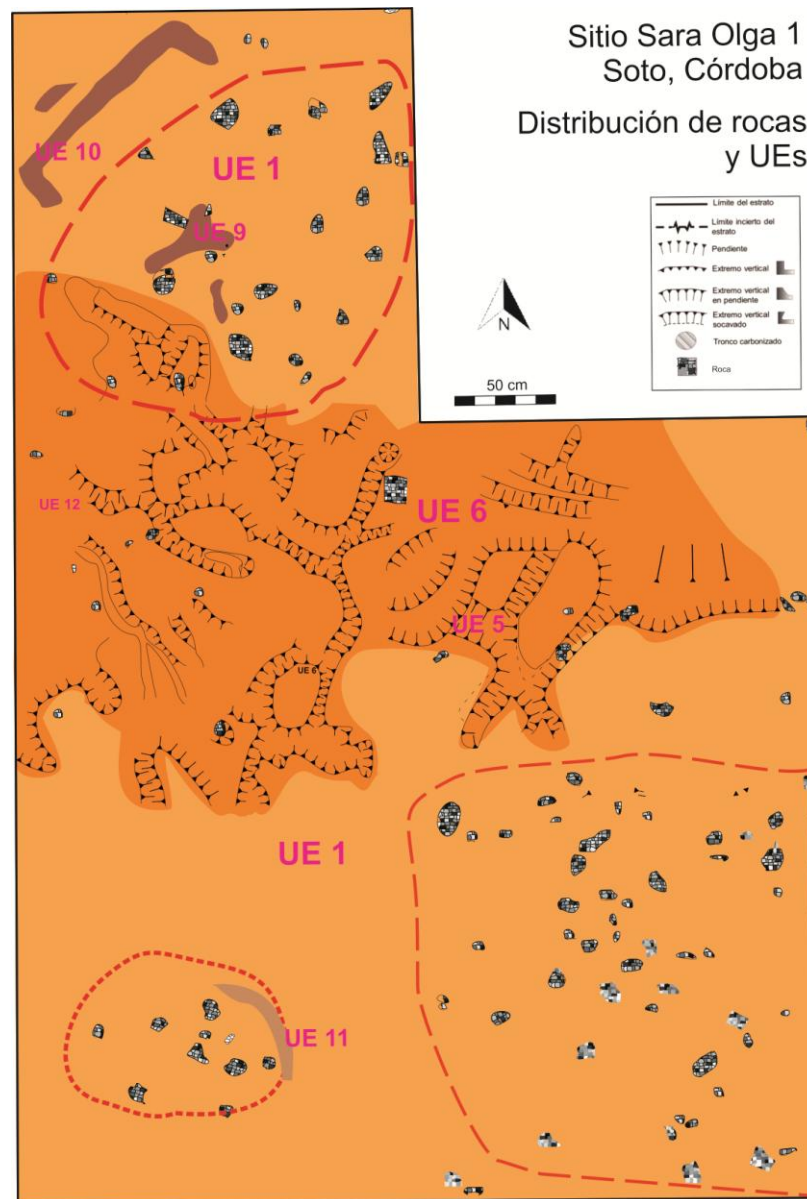 Sitio Sara Olga 1
Soto, Córdoba
Distribución de rocas
y UEs
Límite del estrato
Límite incierto del
estrato
Pendiente
Extremo vertical
Extremo vertical
en pendiente
Extremo vertical
socavado
Tronco carbonizado
Roca
N
50 cm
UE 10
UE 1
UE 9
UE 12
UE 6
UE 5
UE 6
UE 1
UE 11